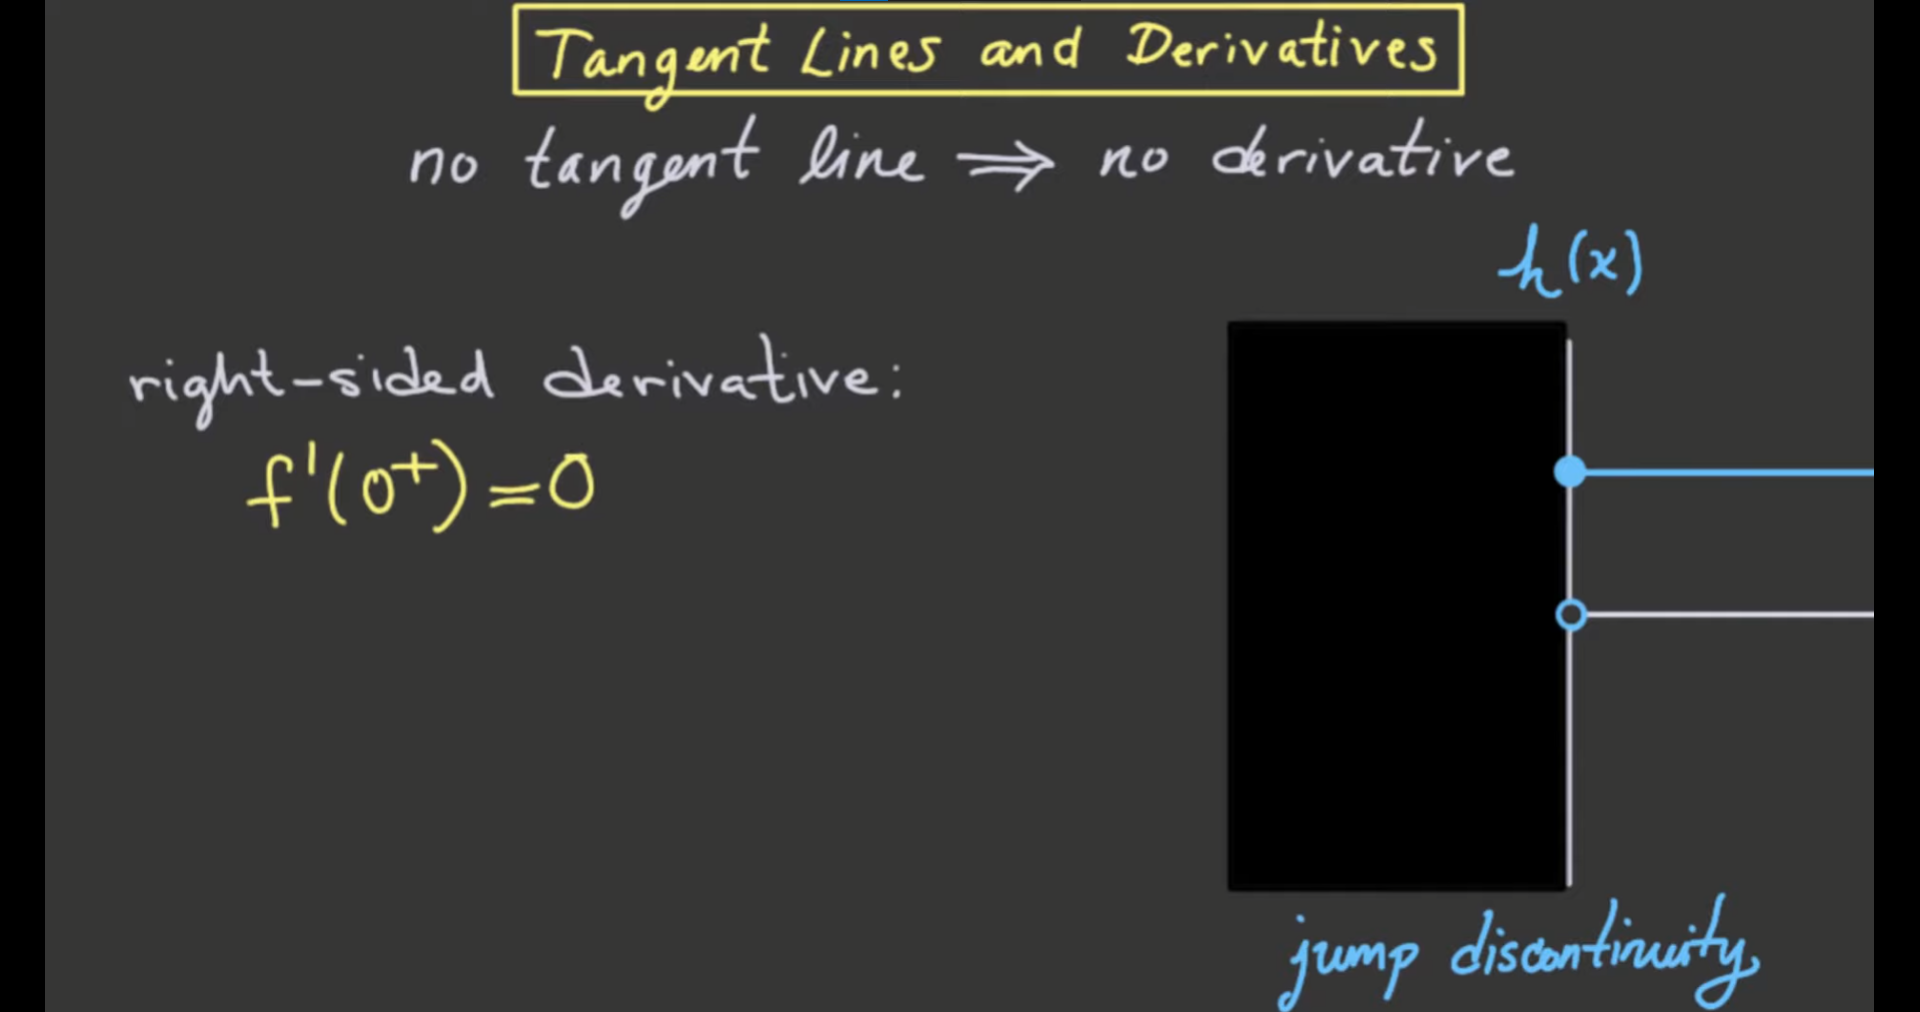 Tangent Lines and Derivatives
no tangent line ⟹ no derivative
h(x)
right-sided derivative:
f'(0⁺) = 0
jump discontinuity